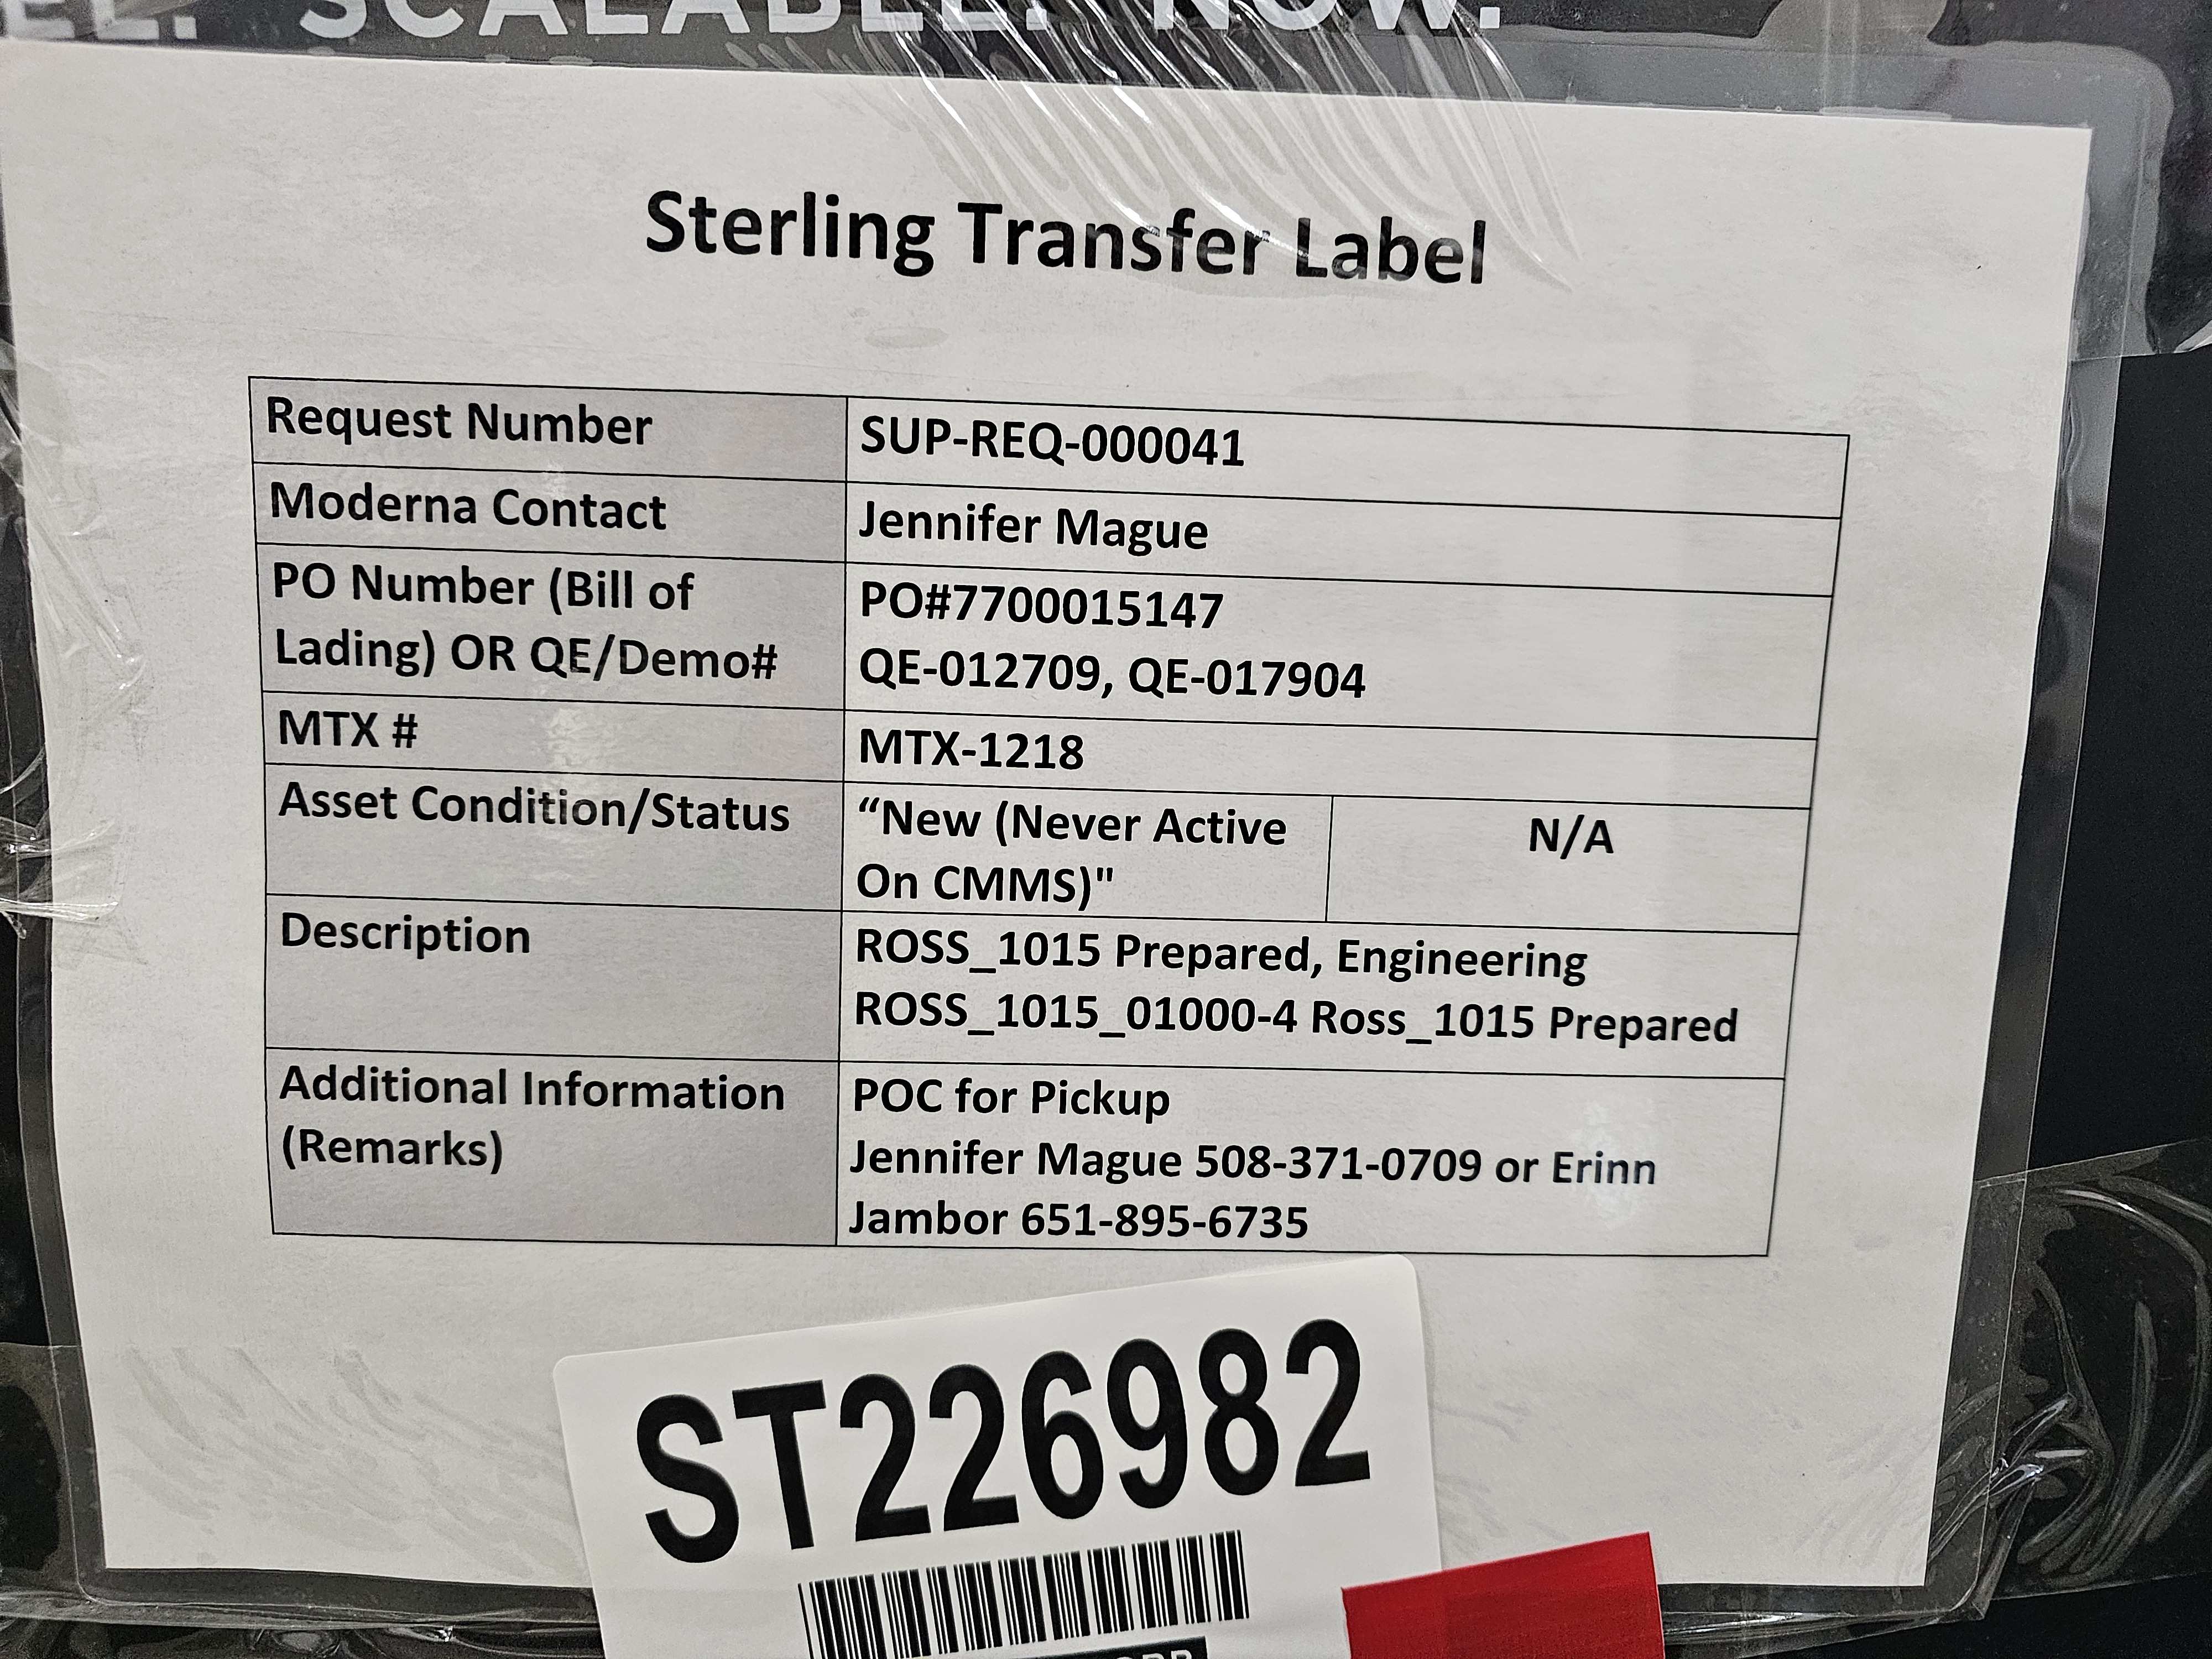 SCALABLE. NOW.
Sterling Transfer Label
Request Number SUP-REQ-000041
Moderna Contact Jennifer Mague
PO Number (Bill of
Lading) OR QE/Demo#
PO#7700015147
QE-012709, QE-017904
MTX # MTX-1218
Asset Condition/Status
“New (Never Active
On CMMS)"
N/A
Description
ROSS_1015 Prepared, Engineering
ROSS_1015_01000-4 Ross_1015 Prepared
Additional Information
(Remarks)
POC for Pickup
Jennifer Mague 508-371-0709 or Erinn
Jambor 651-895-6735
ST226982